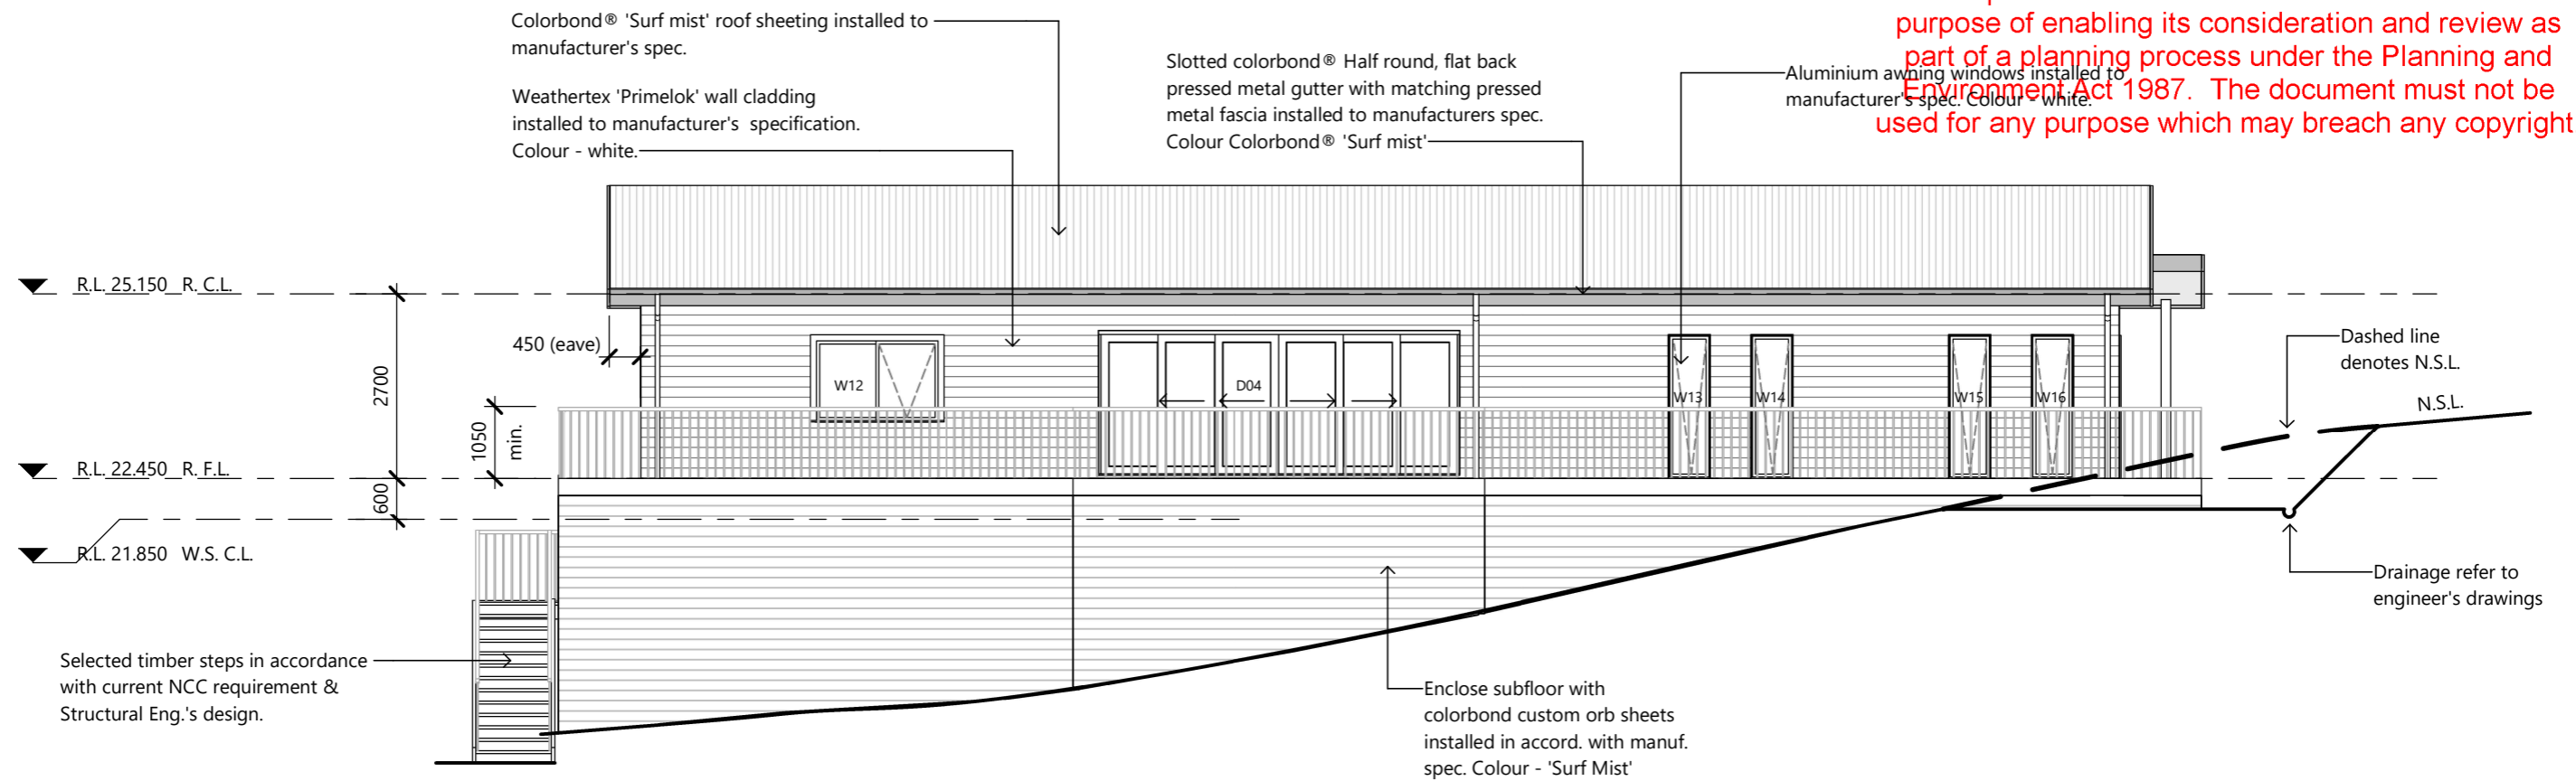 Colorbond® 'Surf mist' roof sheeting installed to
manufacturer's spec.
Weathertex 'Primelok' wall cladding
installed to manufacturer's specification.
Colour - white.
Slotted colorbond® Half round, flat back
pressed metal gutter with matching pressed
metal fascia installed to manufacturers spec.
Colour Colorbond® 'Surf mist'
purpose of enabling its consideration and review as
part of a planning process under the Planning and
Environment Act 1987. The document must not be
used for any purpose which may breach any copyright
Aluminium awning windows installed to
manufacturer's spec. Colour - white.
R.L. 25.150 R. C.L.
450 (eave)
2700
1050
min.
R.L. 22.450 R. F.L.
600
R.L. 21.850 W.S. C.L.
W12
D04
W13
W14
W15
W16
Dashed line
denotes N.S.L.
N.S.L.
Drainage refer to
engineer's drawings
Selected timber steps in accordance
with current NCC requirement &
Structural Eng.'s design.
Enclose subfloor with
colorbond custom orb sheets
installed in accord. with manuf.
spec. Colour - 'Surf Mist'